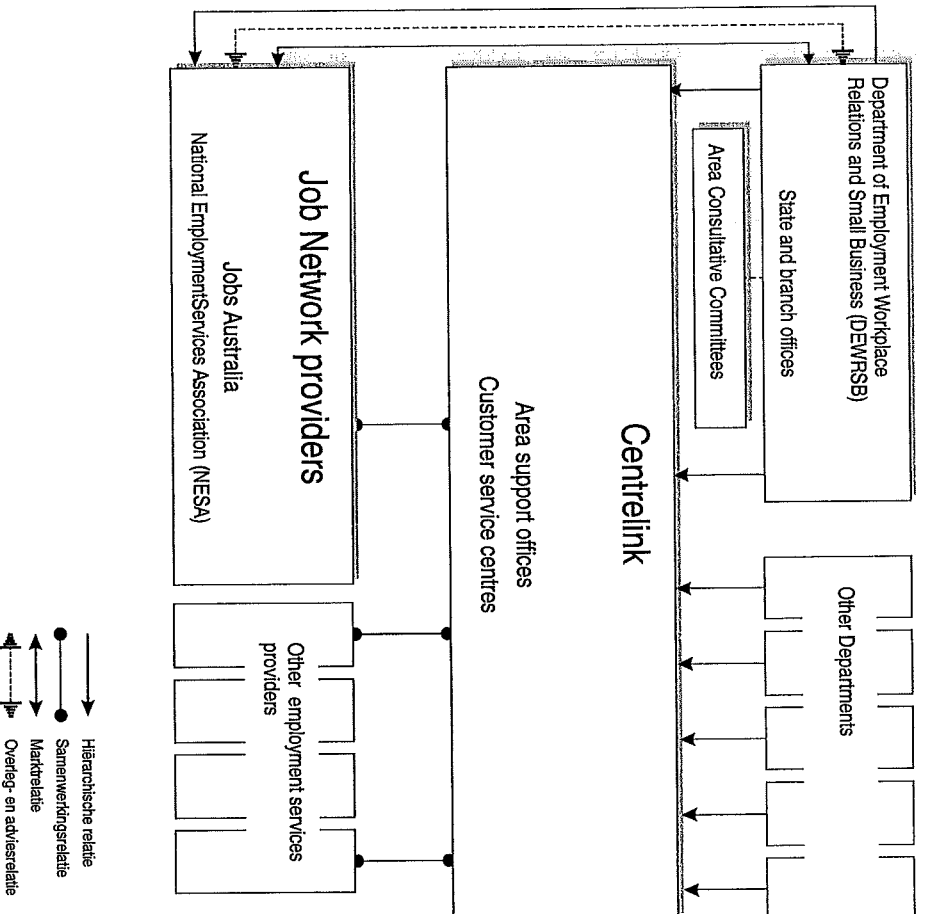 Department of Employment Workplace
Relations and Small Business (DEWRSB)
State and branch offices
Area Consultative Committees
Other Departments
Centrelink
Area support offices
Customer service centres
Job Network providers
Jobs Australia
National EmploymentServices Association (NESA)
Other employment services
providers
Hiërarchische relatie
Samenwerkingsrelatie
Marktrelatie
Overleg- en adviesrelatie